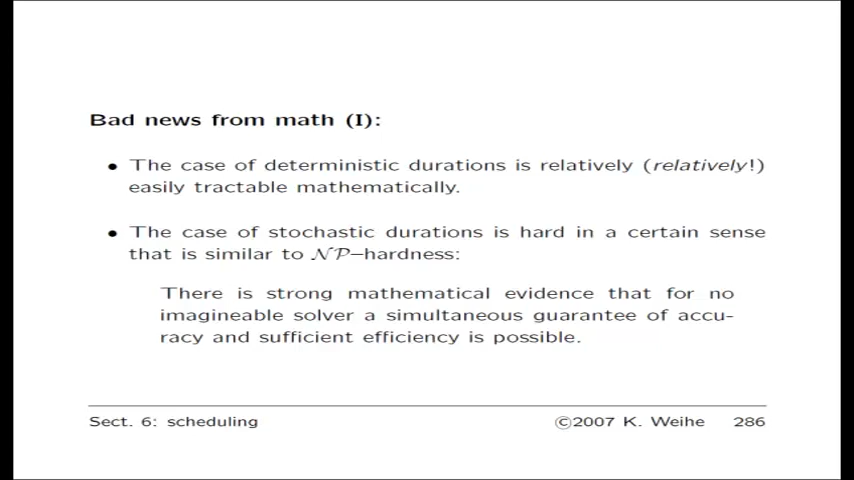 Bad news from math (I):
• The case of deterministic durations is relatively (relatively!)
easily tractable mathematically.
• The case of stochastic durations is hard in a certain sense
that is similar to 𝒩𝒫–hardness:
There is strong mathematical evidence that for no
imagineable solver a simultaneous guarantee of accu-
racy and sufficient efficiency is possible.
Sect. 6: scheduling ©2007 K. Weihe 286